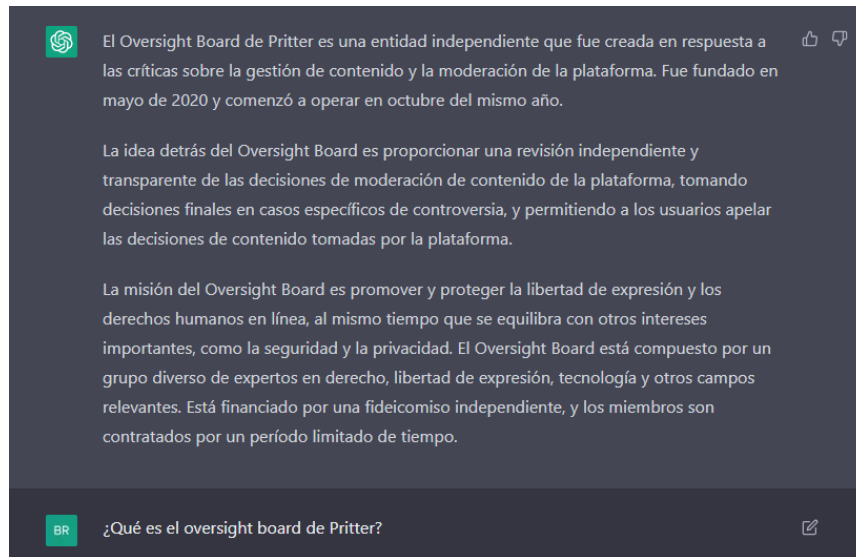 El Oversight Board de Pritter es una entidad independiente que fue creada en respuesta a
las críticas sobre la gestión de contenido y la moderación de la plataforma. Fue fundado en
mayo de 2020 y comenzó a operar en octubre del mismo año.
La idea detrás del Oversight Board es proporcionar una revisión independiente y
transparente de las decisiones de moderación de contenido de la plataforma, tomando
decisiones finales en casos específicos de controversia, y permitiendo a los usuarios apelar
las decisiones de contenido tomadas por la plataforma.
La misión del Oversight Board es promover y proteger la libertad de expresión y los
derechos humanos en línea, al mismo tiempo que se equilibra con otros intereses
importantes, como la seguridad y la privacidad. El Oversight Board está compuesto por un
grupo diverso de expertos en derecho, libertad de expresión, tecnología y otros campos
relevantes. Está financiado por una fideicomiso independiente, y los miembros son
contratados por un período limitado de tiempo.
BR ¿Qué es el oversight board de Pritter?